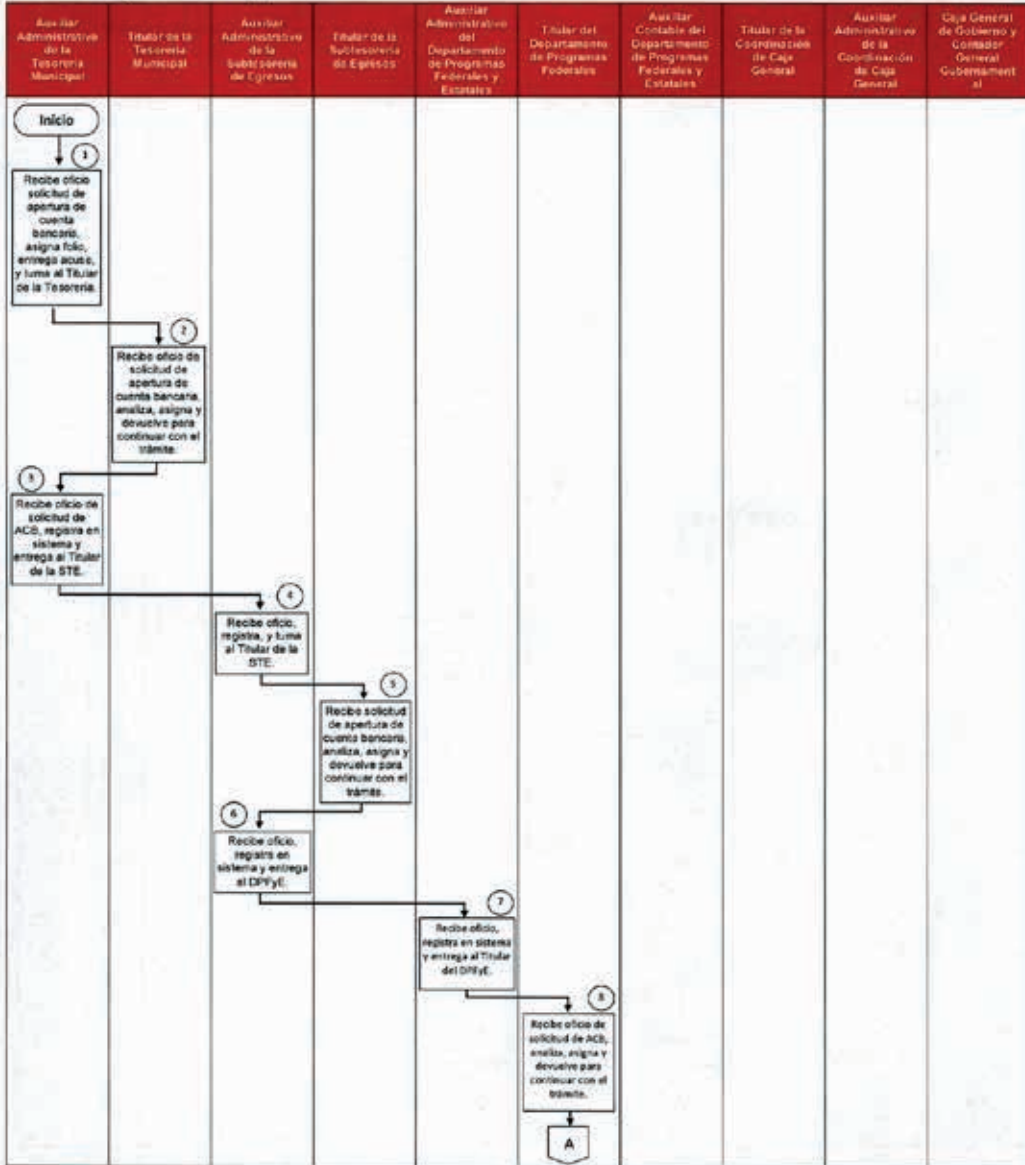 Auxiliar
Administrativo
de la
Tesorería
Municipal
Titular de la
Tesorería
Municipal
Auxiliar
Administrativo
de la
Subtesorería
de Egresos
Titular de la
Subtesorería
de Egresos
Auxiliar
Administrativo
del
Departamento
de Programas
Federales y
Estatales
Titular del
Departamento
de Programas
Federales
Auxiliar
Contable del
Departamento
de Programas
Federales y
Estatales
Titular de la
Coordinación
de Caja
General
Auxiliar
Administrativo
de la
Coordinación
de Caja
General
Caja General
de Gobierno y
Contador
General
Gubernament
al
Inicio
1
Recibe oficio
solicitud de
apertura de
cuenta
bancaria,
asigna folio,
entrega acuse,
y turna al Titular
de la Tesorería.
2
Recibe oficio de
solicitud de
apertura de
cuenta bancaria,
analiza, asigna y
devuelve para
continuar con el
trámite.
3
Recibe oficio de
solicitud de
ACB, registra en
sistema y
entrega al Titular
de la STE.
4
Recibe oficio,
registra, y turna
al Titular de la
STE.
5
Recibe solicitud
de apertura de
cuenta bancaria,
analiza, asigna y
devuelve para
continuar con el
trámite.
6
Recibe oficio,
registra en
sistema y entrega
al DPFyE.
7
Recibe oficio,
registra en sistema
y entrega al Titular
del DPFyE.
8
Recibe oficio de
solicitud de ACB,
analiza, asigna y
devuelve para
continuar con el
trámite.
A